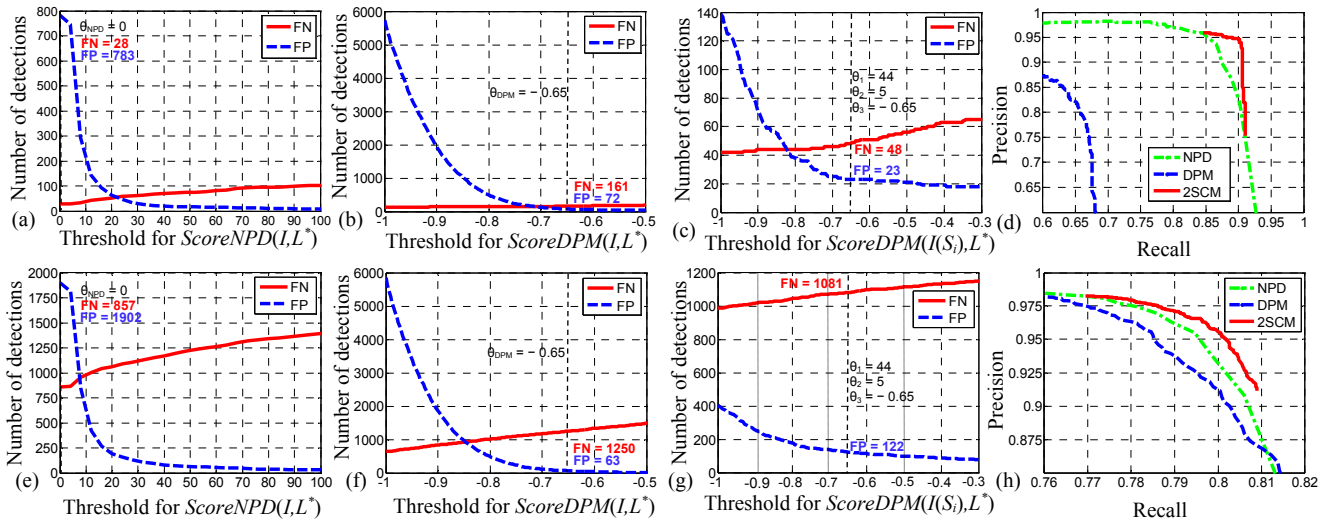 800
700
600
500
400
300
200
100
0
Number of detections
θNPD = 0
FN = 28
FP = 783
FN
FP
0 10 20 30 40 50 60 70 80 90 100
(a)
Threshold for ScoreNPD(I,L*)
6000
5000
4000
3000
2000
1000
0
Number of detections
FN
FP
θDPM = − 0.65
FN = 161
FP = 72
-1 -0.9 -0.8 -0.7 -0.6 -0.5
(b)
Threshold for ScoreDPM(I,L*)
140
120
100
80
60
40
20
0
Number of detections
FN
FP
θ1 = 44
θ2 = 5
θ3 = − 0.65
FN = 48
FP = 23
-1 -0.9 -0.8 -0.7 -0.6 -0.5 -0.4 -0.3
(c)
Threshold for ScoreDPM(I(Si),L*)
1
0.95
0.9
0.85
0.8
0.75
0.7
0.65
Precision
NPD
DPM
2SCM
0.6 0.65 0.7 0.75 0.8 0.85 0.9 0.95 1
(d)
Recall
2000
1750
1500
1250
1000
750
500
250
0
Number of detections
θNPD = 0
FN = 857
FP = 1902
FN
FP
0 10 20 30 40 50 60 70 80 90 100
(e)
Threshold for ScoreNPD(I,L*)
6000
5000
4000
3000
2000
1000
0
Number of detections
FN
FP
θDPM = − 0.65
FN = 1250
FP = 63
-1 -0.9 -0.8 -0.7 -0.6 -0.5
(f)
Threshold for ScoreDPM(I,L*)
1200
1000
800
600
400
200
0
Number of detections
FN = 1081
FN
FP
θ1 = 44
θ2 = 5
θ3 = − 0.65
FP = 122
-1 -0.9 -0.8 -0.7 -0.6 -0.5 -0.4 -0.3
(g)
Threshold for ScoreDPM(I(Si),L*)
1
0.975
0.95
0.925
0.9
0.875
Precision
NPD
DPM
2SCM
0.76 0.77 0.78 0.79 0.8 0.81 0.82
(h)
Recall